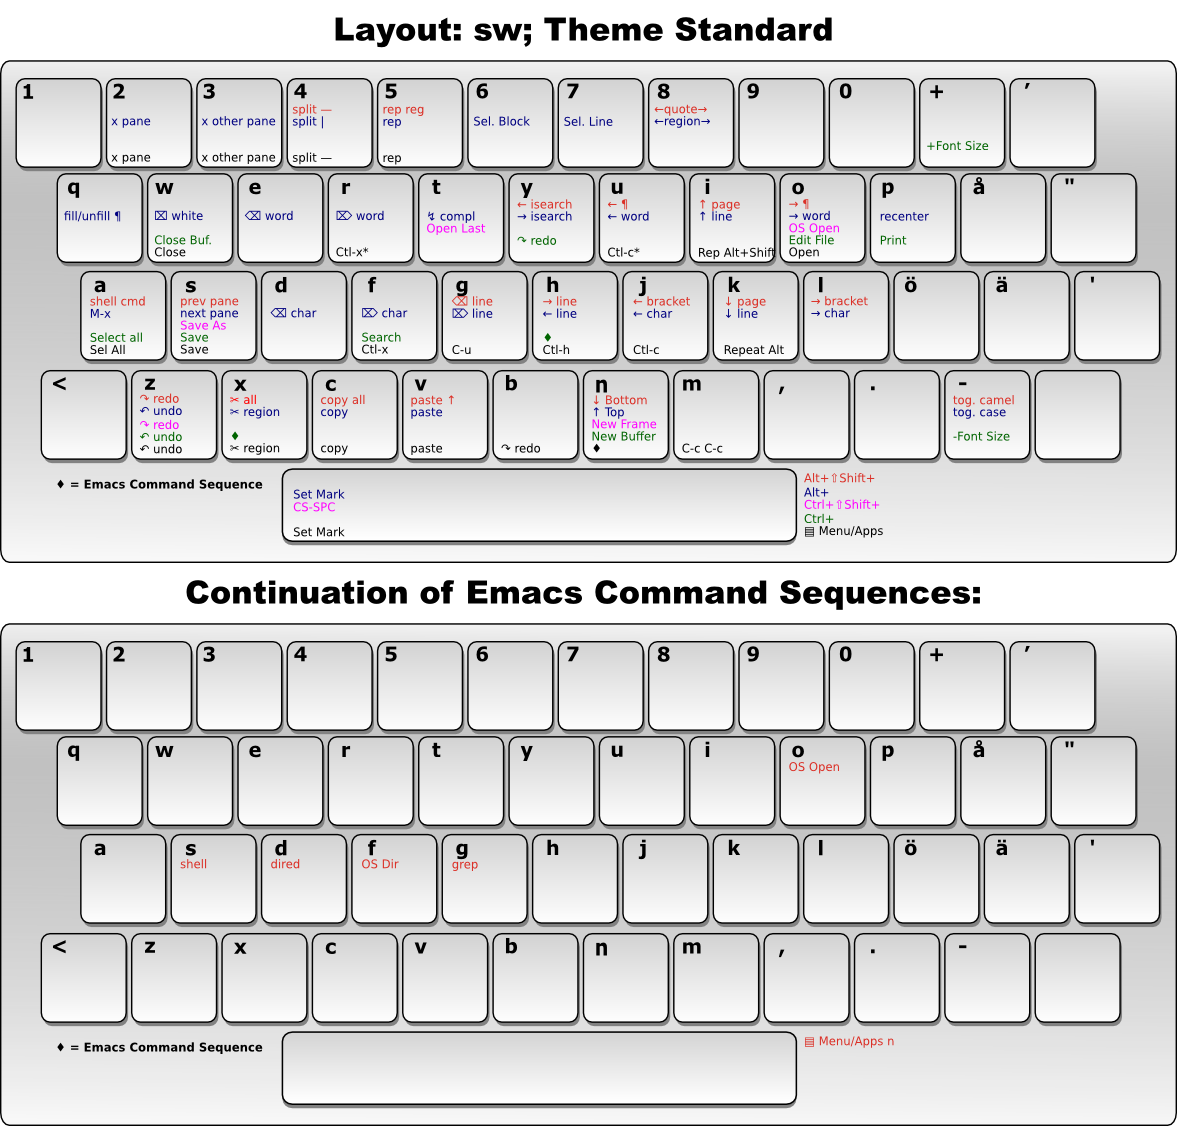 Layout: sw; Theme Standard
1 2 3 4 5 6 7 8 9 0 + ’
split — rep reg ←quote→
x pane x other pane split | rep Sel. Block Sel. Line ←region→
+Font Size
x pane x other pane split — rep
q w e r t y u i o p å "
← isearch ← ¶ ↑ page → ¶
fill/unfill ¶ ⌧ white ⌫ word ⌦ word ↯ compl → isearch ← word ↑ line → word recenter
Open Last OS Open
Close Buf. ↷ redo Edit File Print
Close Ctl-x* Ctl-c* Rep Alt+Shift Open
a s d f g h j k l ö ä '
shell cmd prev pane ⌫ line → line ← bracket ↓ page → bracket
M-x next pane ⌫ char ⌦ char ⌦ line ← line ← char ↓ line → char
Save As
Select all Save Search ♦
Sel All Save Ctl-x C-u Ctl-h Ctl-c Repeat Alt
< z x c v b n m , . -
↷ redo ✂ all copy all paste ↑ ↓ Bottom tog. camel
↶ undo ✂ region copy paste ↑ Top tog. case
↷ redo New Frame
↶ undo ♦ New Buffer -Font Size
↶ undo ✂ region copy paste ↷ redo ♦ C-c C-c
♦ = Emacs Command Sequence
Set Mark
CS-SPC
Set Mark
Alt+⇧Shift+
Alt+
Ctrl+⇧Shift+
Ctrl+
▤ Menu/Apps
Continuation of Emacs Command Sequences:
1 2 3 4 5 6 7 8 9 0 + ’
q w e r t y u i o p å "
OS Open
a s d f g h j k l ö ä '
shell dired OS Dir grep
< z x c v b n m , . -
♦ = Emacs Command Sequence
▤ Menu/Apps n